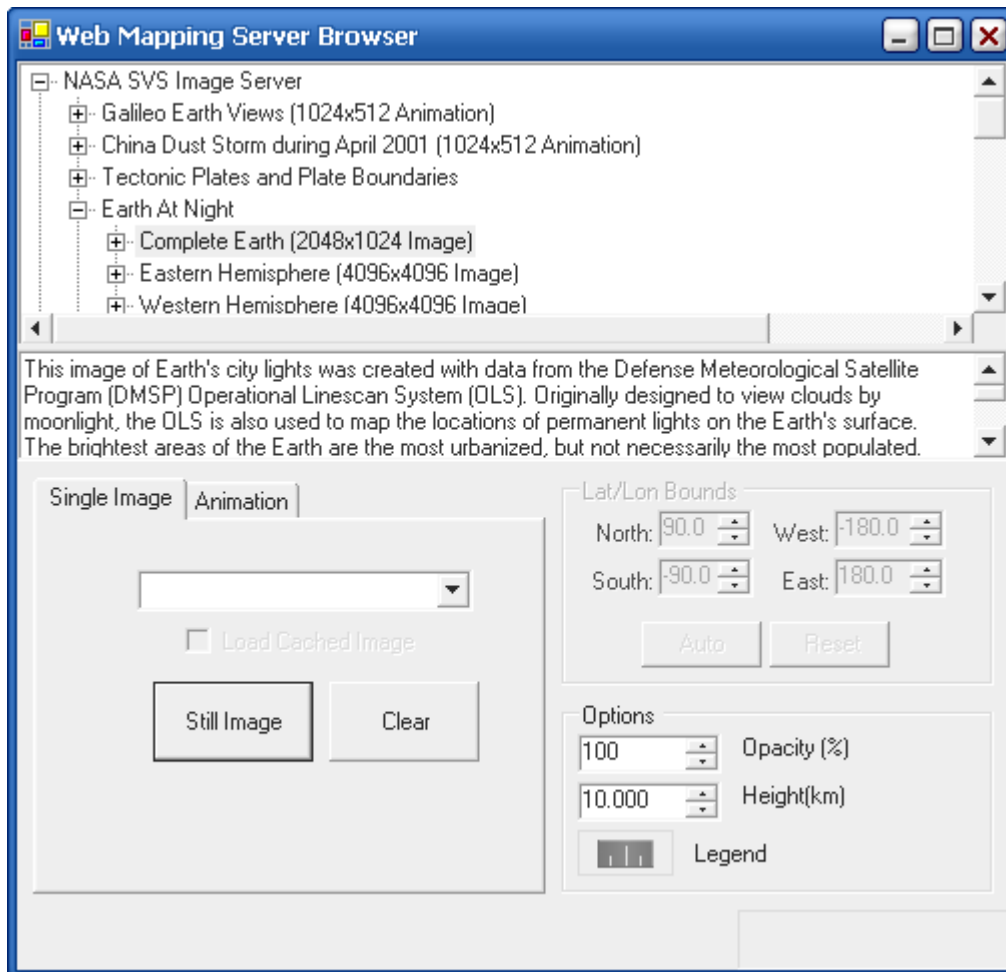 Web Mapping Server Browser
NASA SVS Image Server
Galileo Earth Views (1024x512 Animation)
China Dust Storm during April 2001 (1024x512 Animation)
Tectonic Plates and Plate Boundaries
Earth At Night
Complete Earth (2048x1024 Image)
Eastern Hemisphere (4096x4096 Image)
Western Hemisphere (4096x4096 Image)
This image of Earth's city lights was created with data from the Defense Meteorological Satellite
Program (DMSP) Operational Linescan System (OLS). Originally designed to view clouds by
moonlight, the OLS is also used to map the locations of permanent lights on the Earth's surface.
The brightest areas of the Earth are the most urbanized, but not necessarily the most populated.
Single Image Animation
Load Cached Image
Still Image Clear
Lat/Lon Bounds
North: 90.0 West: -180.0
South: -90.0 East: 180.0
Auto Reset
Options
100 Opacity (%)
10.000 Height(km)
Legend